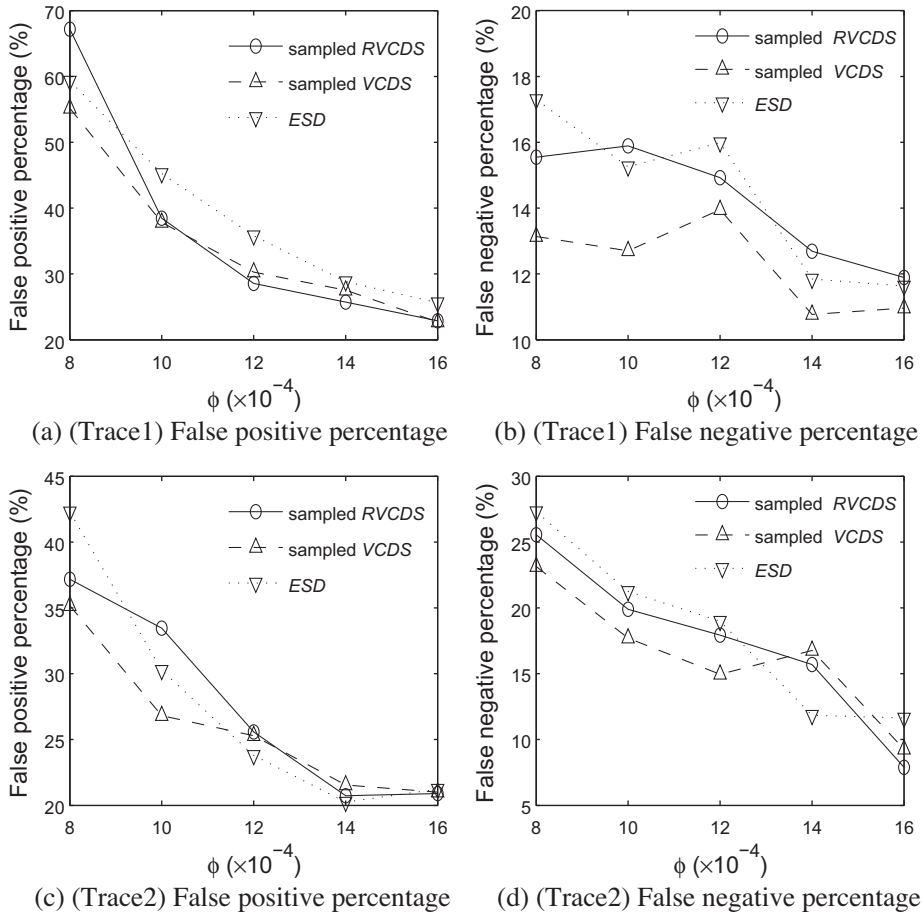 False positive percentage (%)
70
60
50
40
30
20
8
10
12
14
16
sampled RVCDS
sampled VCDS
ESD
ϕ (×10⁻⁴)
(a) (Trace1) False positive percentage
False negative percentage (%)
20
18
16
14
12
10
8
10
12
14
16
sampled RVCDS
sampled VCDS
ESD
ϕ (×10⁻⁴)
(b) (Trace1) False negative percentage
False positive percentage (%)
45
40
35
30
25
20
8
10
12
14
16
sampled RVCDS
sampled VCDS
ESD
ϕ (×10⁻⁴)
(c) (Trace2) False positive percentage
False negative percentage (%)
30
25
20
15
10
5
8
10
12
14
16
sampled RVCDS
sampled VCDS
ESD
ϕ (×10⁻⁴)
(d) (Trace2) False negative percentage